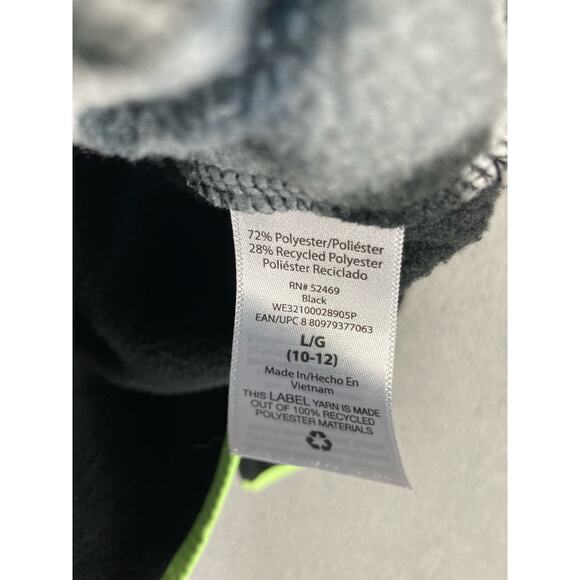 72% Polyester/Poliéster
28% Recycled Polyester
Poliéster Reciclado
RN# 52469
Black
WE32100028905P
EAN/UPC 8 80979377063
L/G
(10-12)
Made In/Hecho En
Vietnam
THIS LABEL YARN IS MADE
OUT OF 100% RECYCLED
POLYESTER MATERIALS